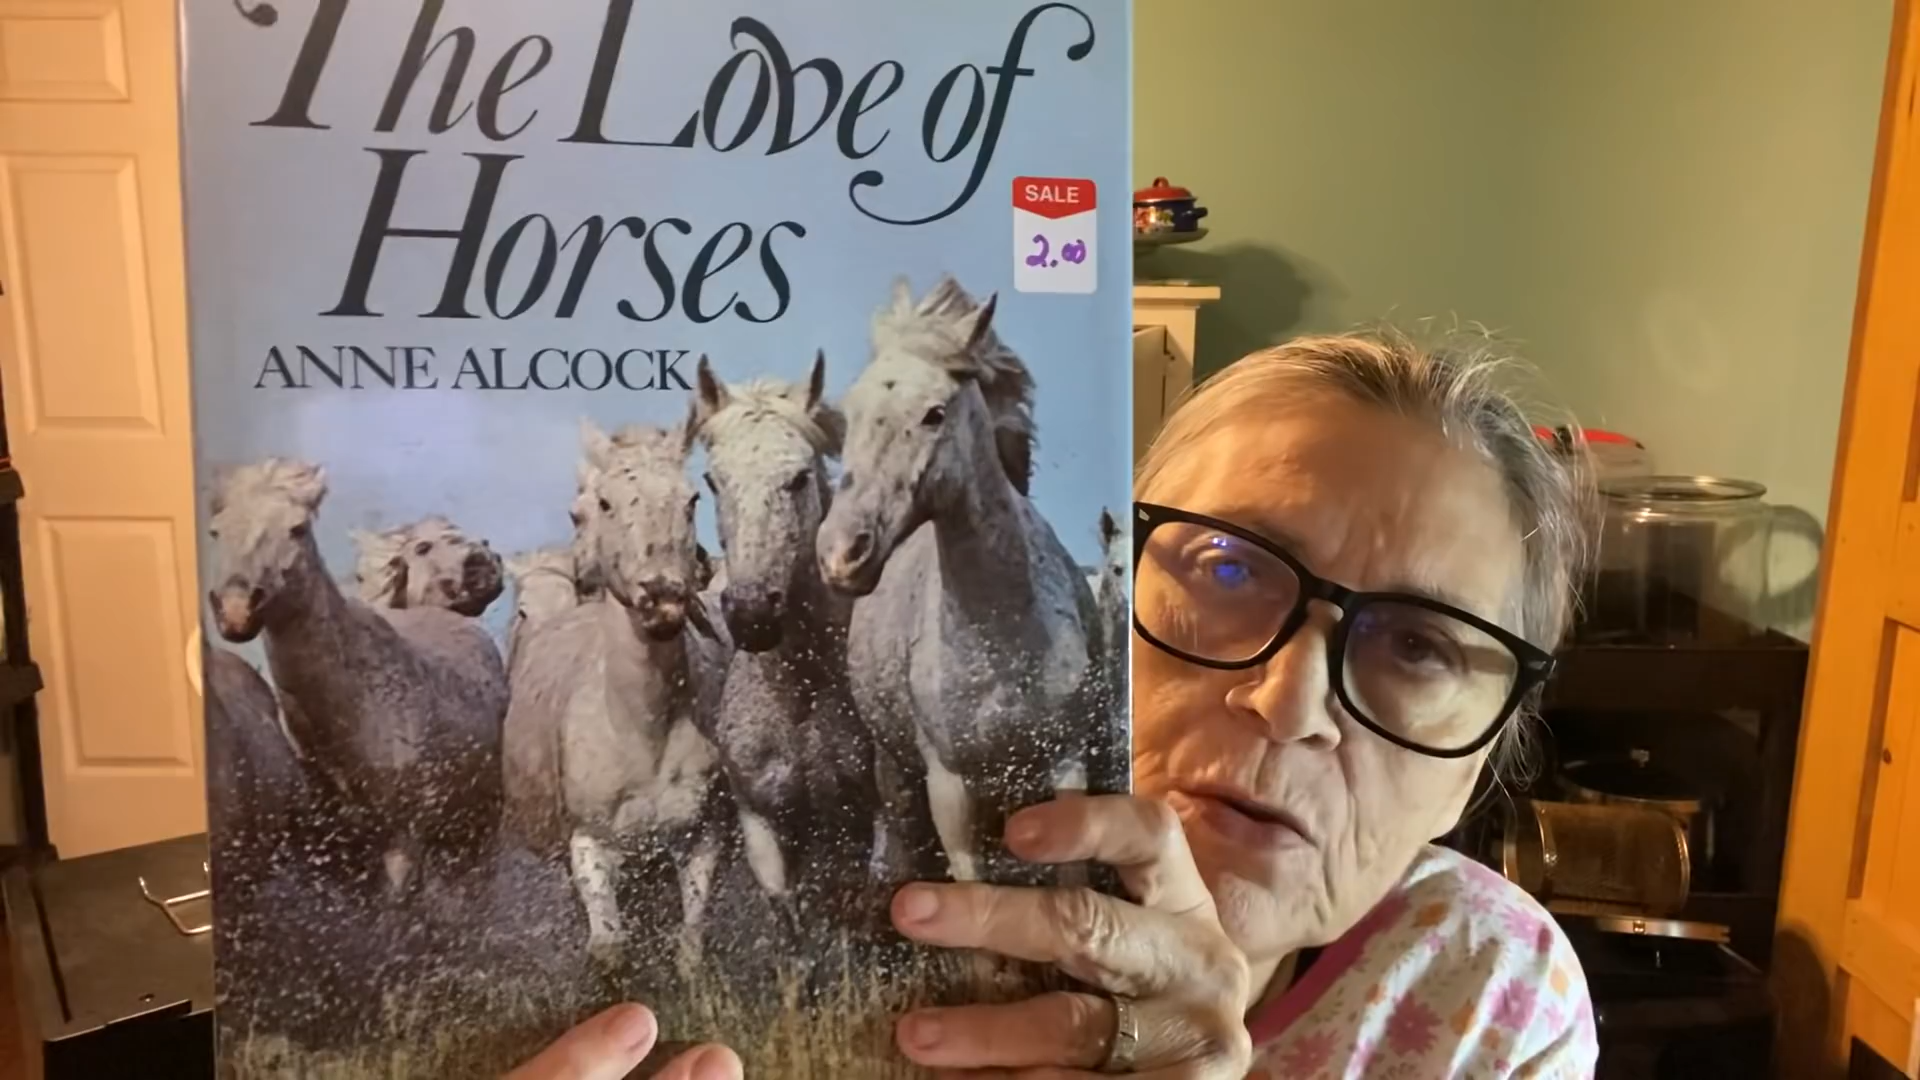 The Love of
Horses
ANNE ALCOCK
SALE
2.00